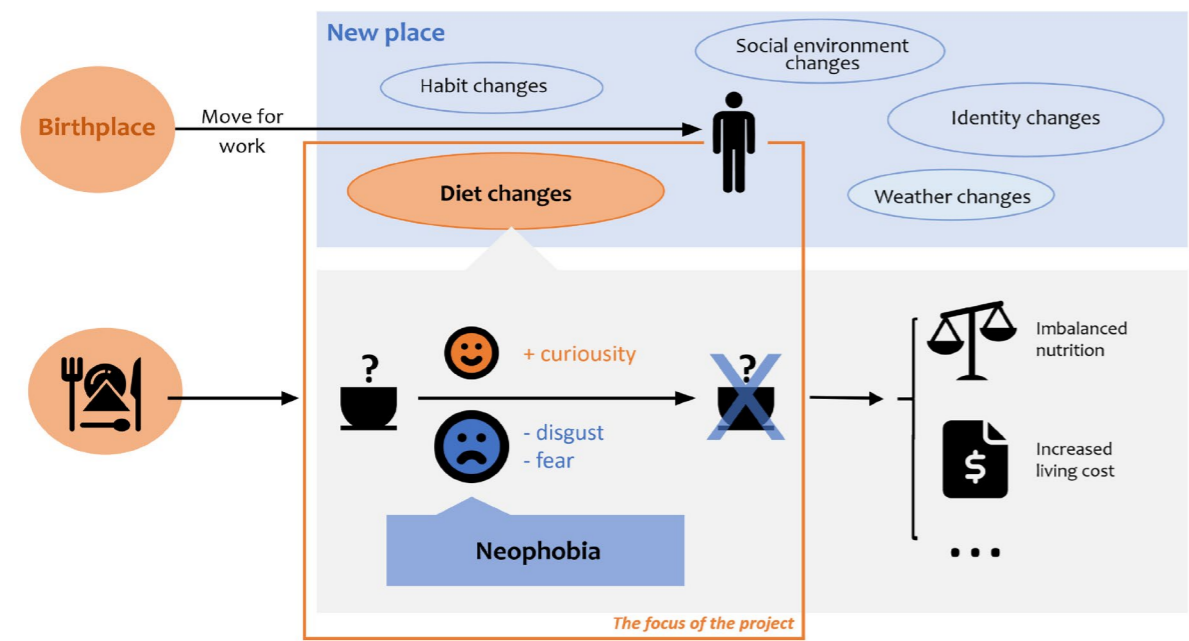 New place
Social environment
changes
Habit changes
Identity changes
Birthplace
Move for
work
Diet changes
Weather changes
?
+ curiousity
?
Imbalanced
nutrition
- disgust
- fear
$
Increased
living cost
Neophobia
...
The focus of the project